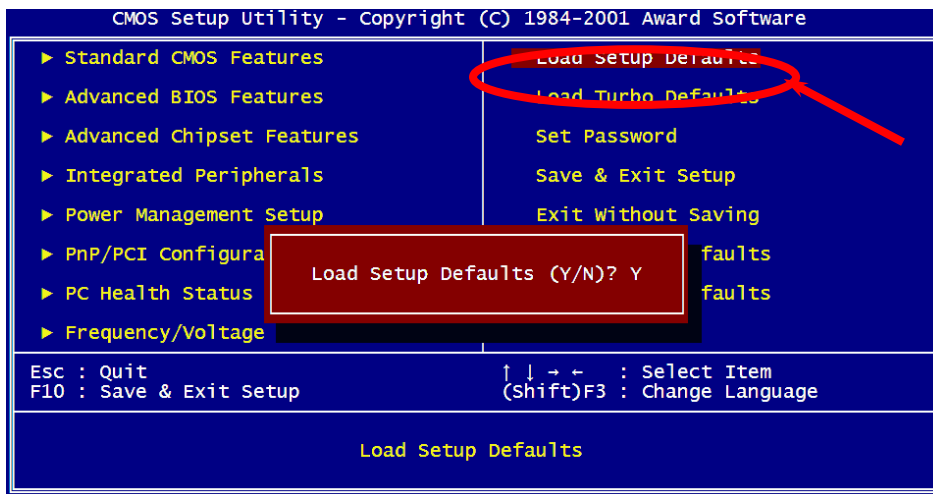 CMOS Setup Utility - Copyright (C) 1984-2001 Award Software
► Standard CMOS Features
► Advanced BIOS Features
► Advanced Chipset Features
► Integrated Peripherals
► Power Management Setup
► PnP/PCI Configura
► PC Health Status
► Frequency/Voltage
Load Setup Defaults
Load Turbo Defaults
Set Password
Save & Exit Setup
Exit Without Saving
faults
faults
Load Setup Defaults (Y/N)? Y
Esc : Quit
F10 : Save & Exit Setup
↑ ↓ → ← : Select Item
(Shift)F3 : Change Language
Load Setup Defaults